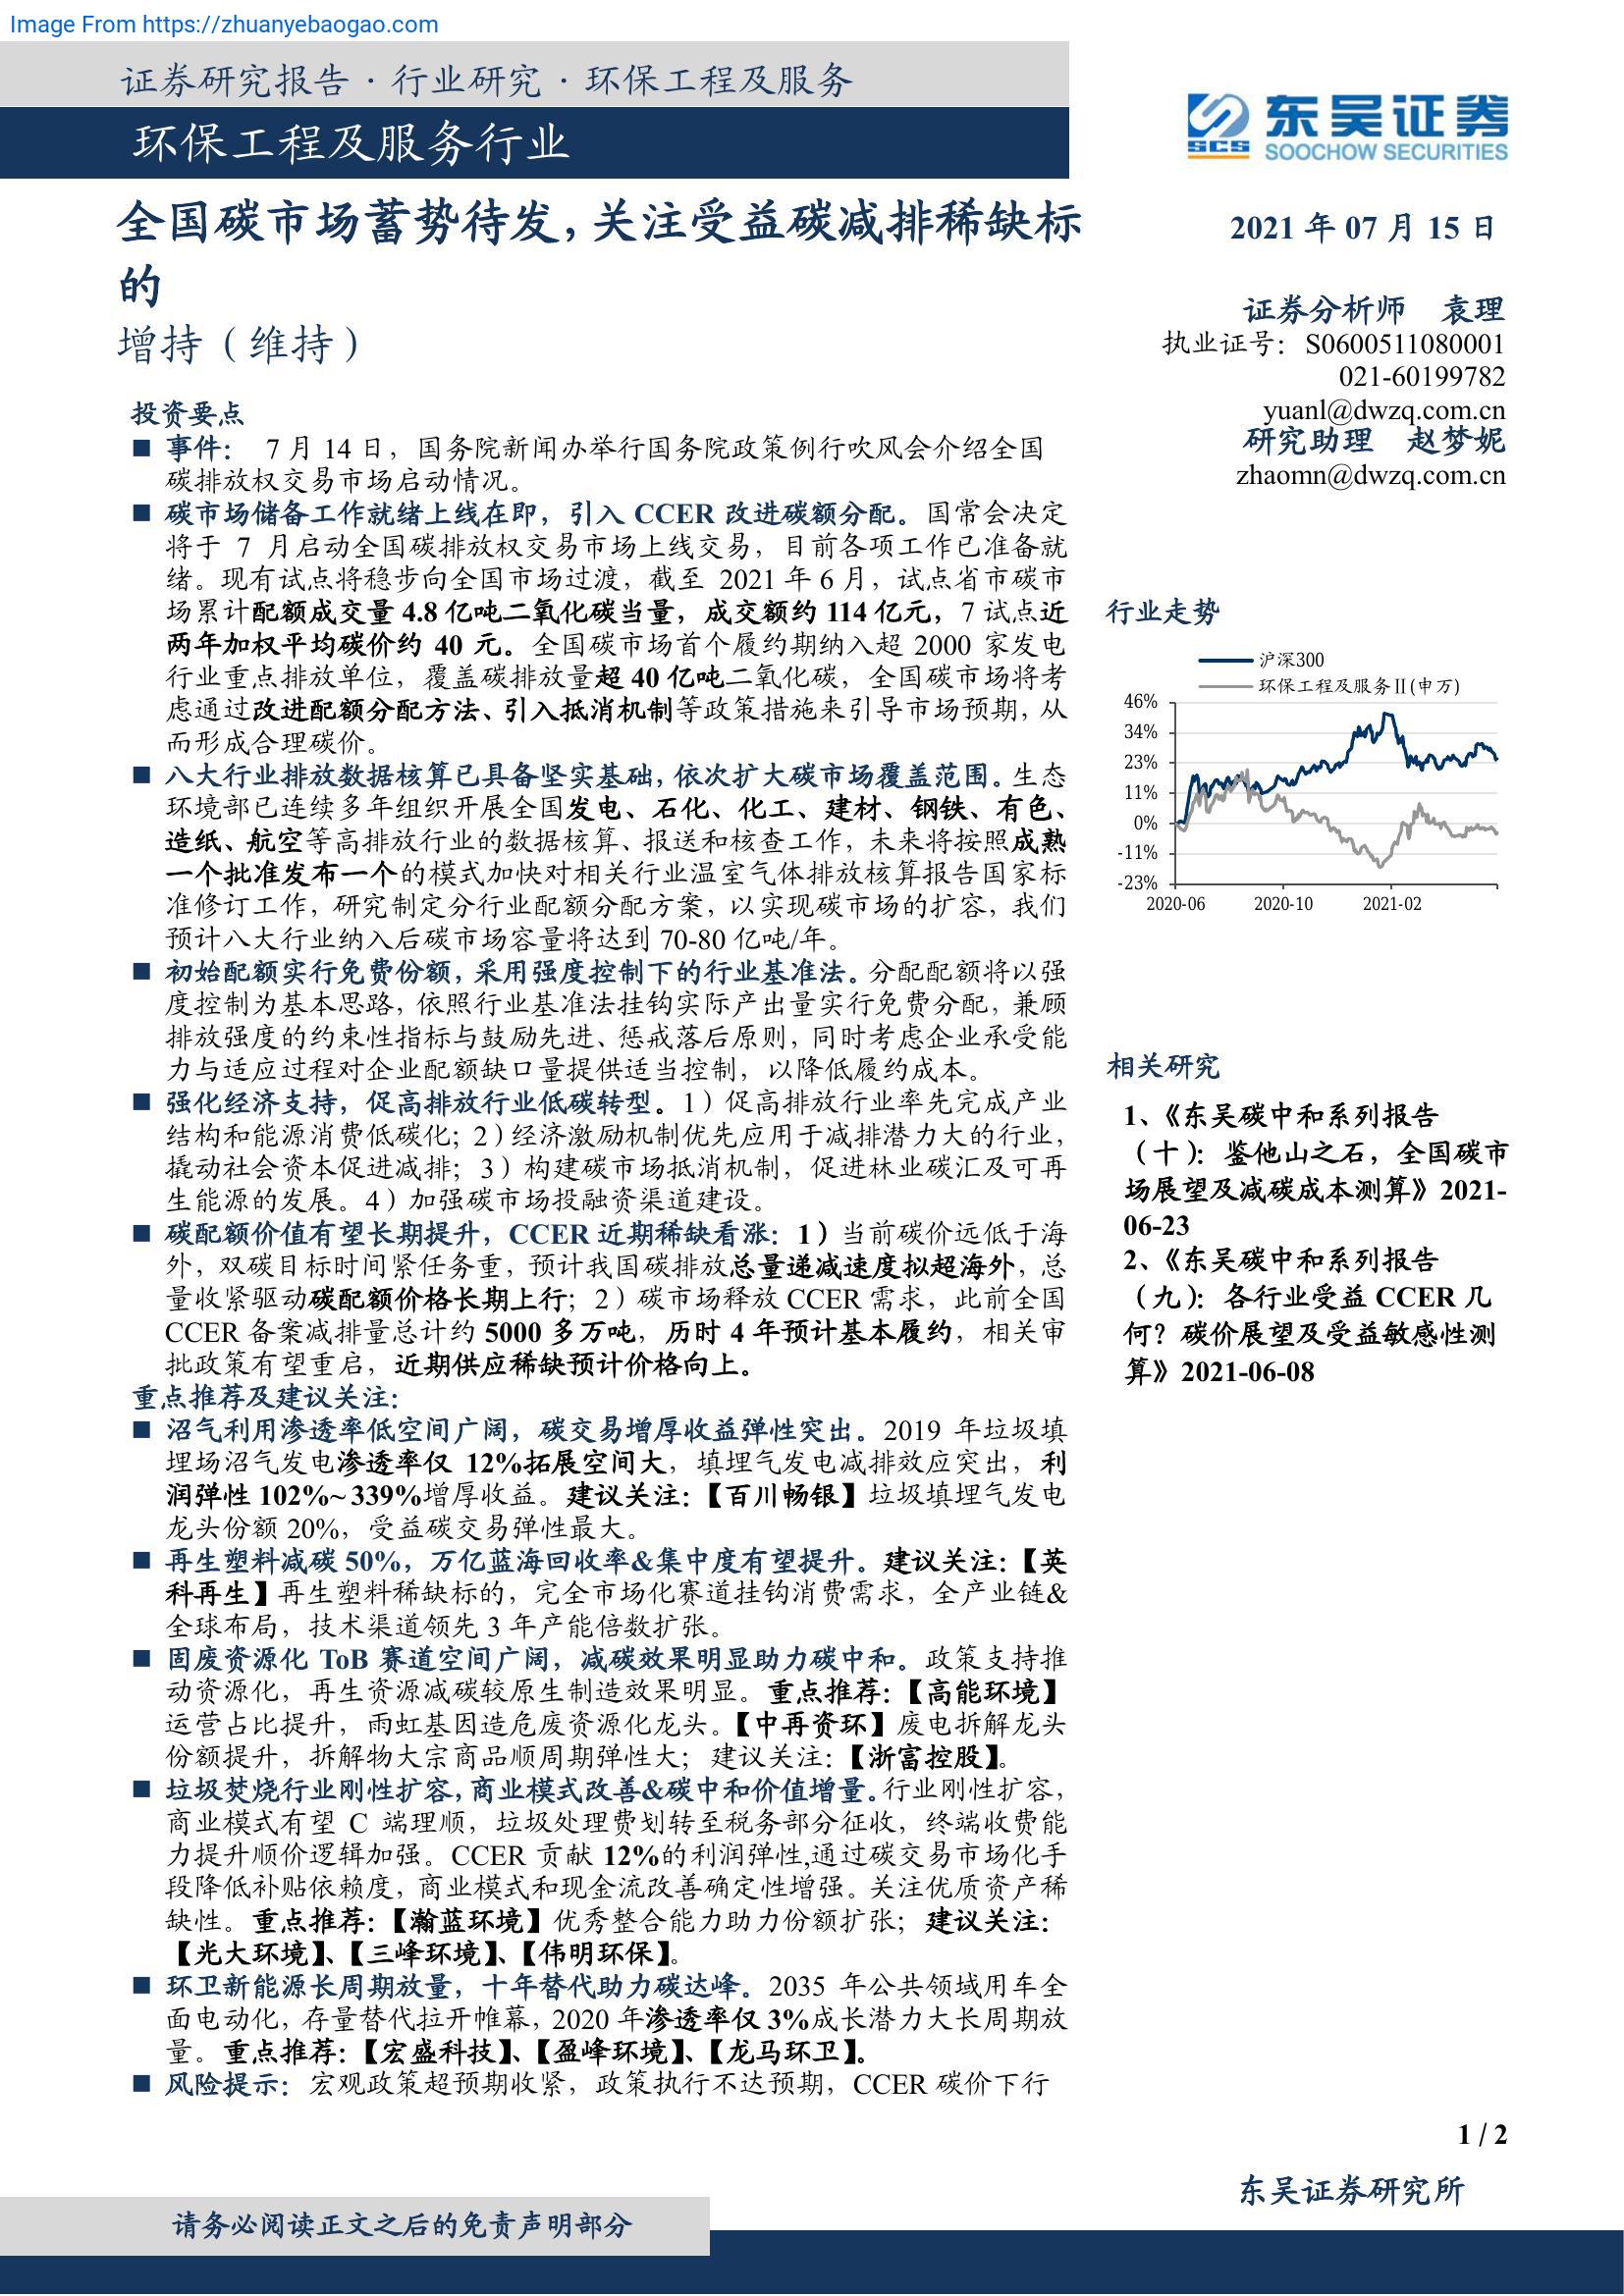 Image From https://zhuanyebaogao.com
证券研究报告·行业研究·环保工程及服务
环保工程及服务行业
SCS
东吴证券
SOOCHOW SECURITIES
全国碳市场蓄势待发，关注受益碳减排稀缺标
的
增持（维持）
投资要点
■ 事件： 7 月 14 日，国务院新闻办举行国务院政策例行吹风会介绍全国
碳排放权交易市场启动情况。
■ 碳市场储备工作就绪上线在即，引入 CCER 改进碳额分配。国常会决定
将于 7 月启动全国碳排放权交易市场上线交易，目前各项工作已准备就
绪。现有试点将稳步向全国市场过渡，截至 2021 年 6 月，试点省市碳市
场累计配额成交量 4.8 亿吨二氧化碳当量，成交额约 114 亿元，7 试点近
两年加权平均碳价约 40 元。全国碳市场首个履约期纳入超 2000 家发电
行业重点排放单位，覆盖碳排放量超 40 亿吨二氧化碳，全国碳市场将考
虑通过改进配额分配方法、引入抵消机制等政策措施来引导市场预期，从
而形成合理碳价。
■ 八大行业排放数据核算已具备坚实基础，依次扩大碳市场覆盖范围。生态
环境部已连续多年组织开展全国发电、石化、化工、建材、钢铁、有色、
造纸、航空等高排放行业的数据核算、报送和核查工作，未来将按照成熟
一个批准发布一个的模式加快对相关行业温室气体排放核算报告国家标
准修订工作，研究制定分行业配额分配方案，以实现碳市场的扩容，我们
预计八大行业纳入后碳市场容量将达到 70-80 亿吨/年。
■ 初始配额实行免费份额，采用强度控制下的行业基准法。分配配额将以强
度控制为基本思路，依照行业基准法挂钩实际产出量实行免费分配，兼顾
排放强度的约束性指标与鼓励先进、惩戒落后原则，同时考虑企业承受能
力与适应过程对企业配额缺口量提供适当控制，以降低履约成本。
■ 强化经济支持，促高排放行业低碳转型。1）促高排放行业率先完成产业
结构和能源消费低碳化；2）经济激励机制优先应用于减排潜力大的行业，
撬动社会资本促进减排；3）构建碳市场抵消机制，促进林业碳汇及可再
生能源的发展。4）加强碳市场投融资渠道建设。
■ 碳配额价值有望长期提升，CCER 近期稀缺看涨：1）当前碳价远低于海
外，双碳目标时间紧任务重，预计我国碳排放总量递减速度拟超海外，总
量收紧驱动碳配额价格长期上行；2）碳市场释放 CCER 需求，此前全国
CCER 备案减排量总计约 5000 多万吨，历时 4 年预计基本履约，相关审
批政策有望重启，近期供应稀缺预计价格向上。
重点推荐及建议关注：
■ 沼气利用渗透率低空间广阔，碳交易增厚收益弹性突出。2019 年垃圾填
埋场沼气发电渗透率仅 12%拓展空间大，填埋气发电减排效应突出，利
润弹性 102%~339%增厚收益。建议关注：【百川畅银】垃圾填埋气发电
龙头份额 20%，受益碳交易弹性最大。
■ 再生塑料减碳 50%，万亿蓝海回收率&集中度有望提升。建议关注：【英
科再生】再生塑料稀缺标的，完全市场化赛道挂钩消费需求，全产业链&
全球布局，技术渠道领先 3 年产能倍数扩张。
■ 固废资源化 ToB 赛道空间广阔，减碳效果明显助力碳中和。政策支持推
动资源化，再生资源减碳较原生制造效果明显。重点推荐：【高能环境】
运营占比提升，雨虹基因造危废资源化龙头。【中再资环】废电拆解龙头
份额提升，拆解物大宗商品顺周期弹性大；建议关注：【浙富控股】。
■ 垃圾焚烧行业刚性扩容，商业模式改善&碳中和价值增量。行业刚性扩容，
商业模式有望 C 端理顺，垃圾处理费划转至税务部分征收，终端收费能
力提升顺价逻辑加强。CCER 贡献 12%的利润弹性,通过碳交易市场化手
段降低补贴依赖度，商业模式和现金流改善确定性增强。关注优质资产稀
缺性。重点推荐：【瀚蓝环境】优秀整合能力助力份额扩张；建议关注：
【光大环境】、【三峰环境】、【伟明环保】。
■ 环卫新能源长周期放量，十年替代助力碳达峰。2035 年公共领域用车全
面电动化，存量替代拉开帷幕，2020 年渗透率仅 3%成长潜力大长周期放
量。重点推荐：【宏盛科技】、【盈峰环境】、【龙马环卫】。
■ 风险提示：宏观政策超预期收紧，政策执行不达预期，CCER 碳价下行
2021 年 07 月 15 日
证券分析师 袁理
执业证号：S0600511080001
021-60199782
yuanl@dwzq.com.cn
研究助理 赵梦妮
zhaomn@dwzq.com.cn
行业走势
沪深300
环保工程及服务Ⅱ(申万)
46%
34%
23%
11%
0%
-11%
-23%
2020-06 2020-10 2021-02
相关研究
1、《东吴碳中和系列报告
（十）：鉴他山之石，全国碳市
场展望及减碳成本测算》2021-
06-23
2、《东吴碳中和系列报告
（九）：各行业受益 CCER 几
何？碳价展望及受益敏感性测
算》2021-06-08
1 / 2
东吴证券研究所
请务必阅读正文之后的免责声明部分